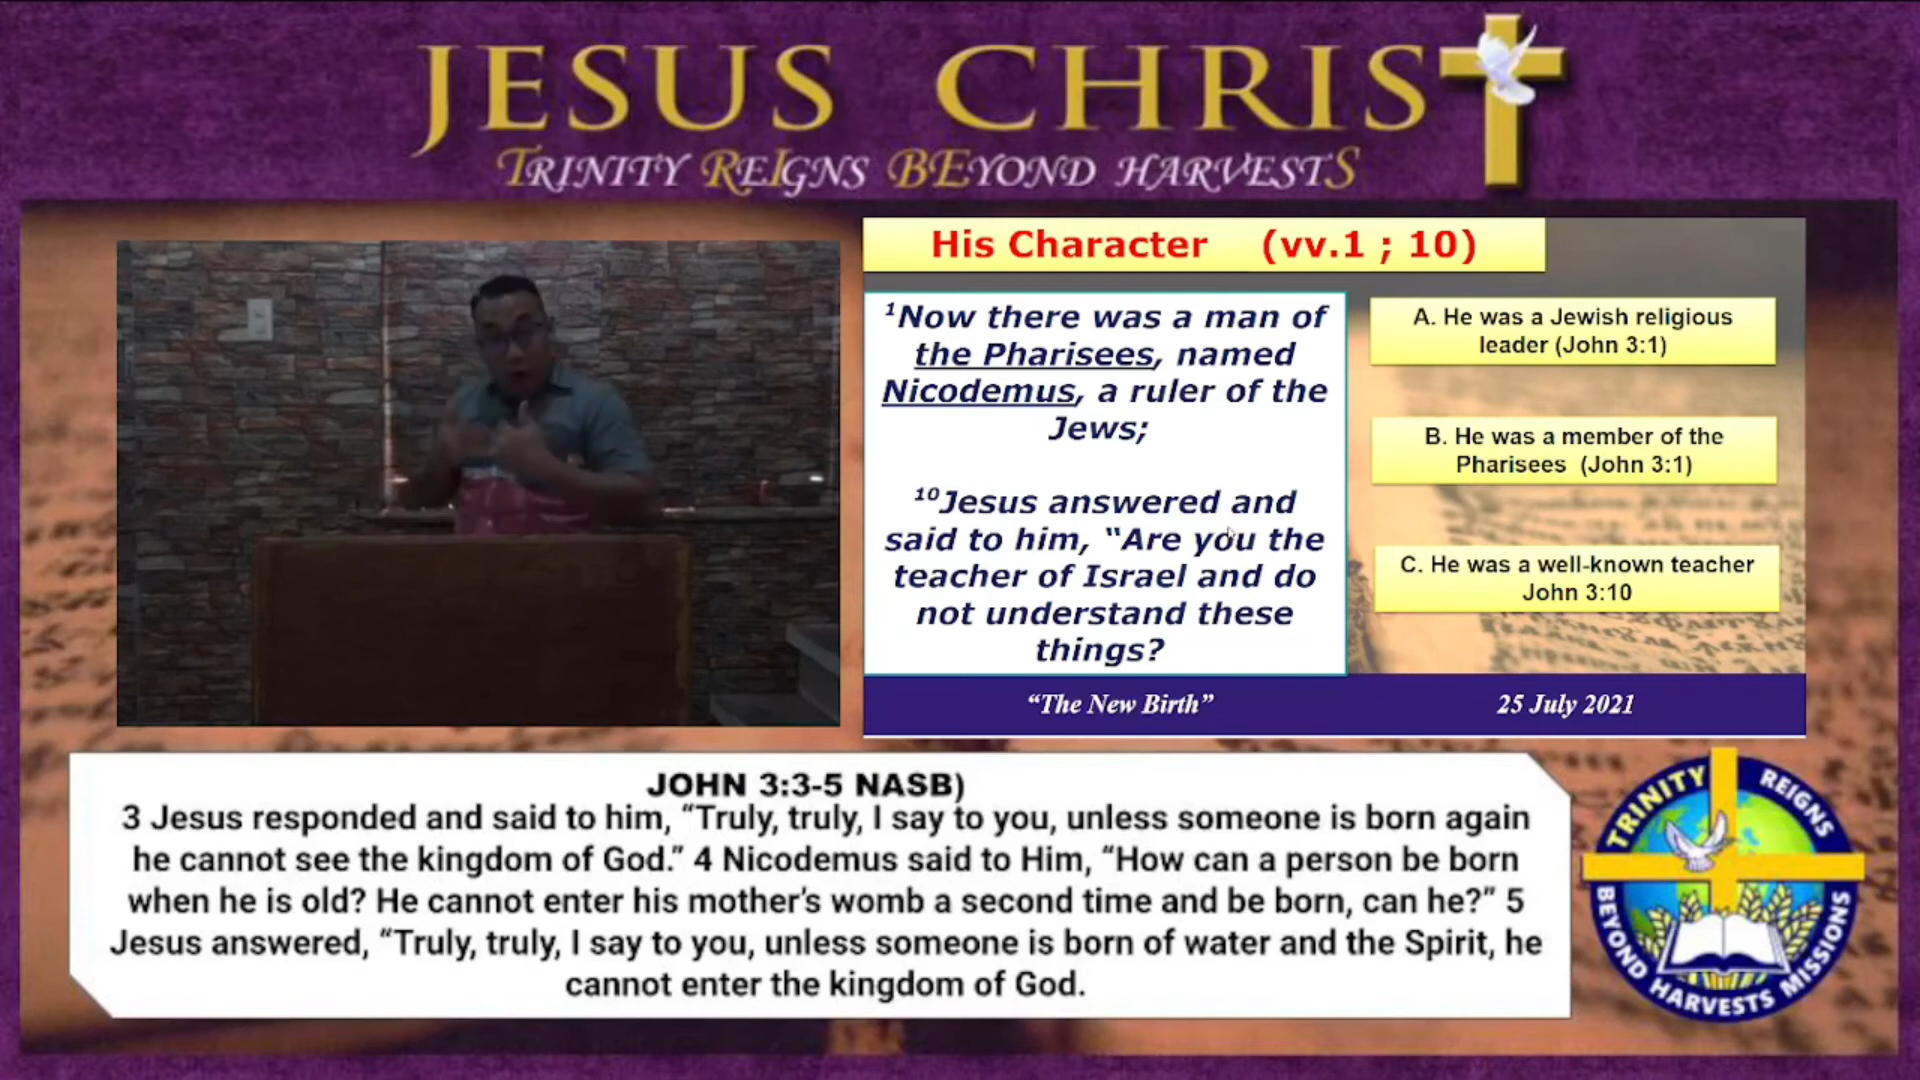 JESUS CHRIST
TRINITY REIGNS BEYOND HARVESTS
His Character (vv.1 ; 10)
1Now there was a man of
the Pharisees, named
Nicodemus, a ruler of the
Jews;
10Jesus answered and
said to him, “Are you the
teacher of Israel and do
not understand these
things?
A. He was a Jewish religious
leader (John 3:1)
B. He was a member of the
Pharisees (John 3:1)
C. He was a well-known teacher
John 3:10
“The New Birth”
25 July 2021
JOHN 3:3-5 NASB)
3 Jesus responded and said to him, “Truly, truly, I say to you, unless someone is born again
he cannot see the kingdom of God.” 4 Nicodemus said to Him, “How can a person be born
when he is old? He cannot enter his mother’s womb a second time and be born, can he?” 5
Jesus answered, “Truly, truly, I say to you, unless someone is born of water and the Spirit, he
cannot enter the kingdom of God.
TRINITY REIGNS
BEYOND HARVESTS MISSIONS